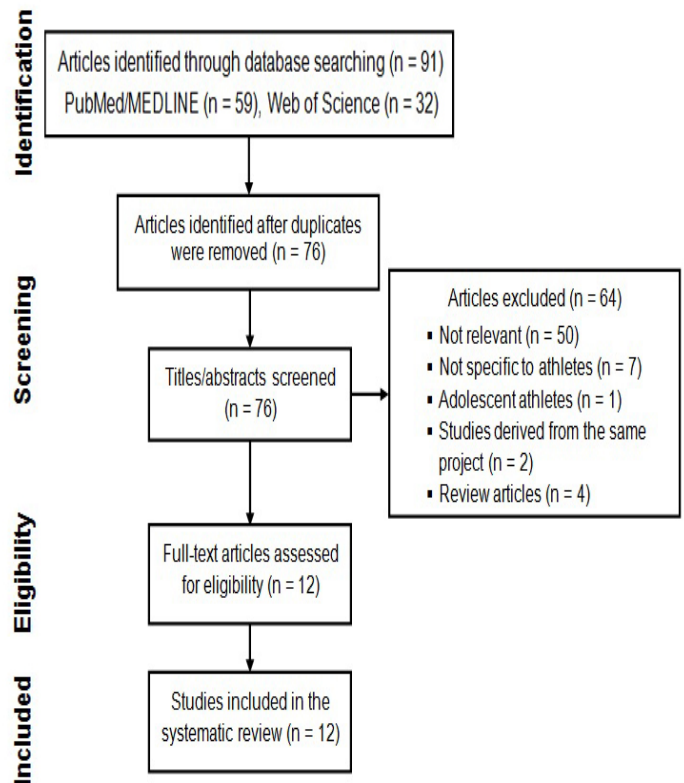 Identification
Articles identified through database searching (n = 91)
PubMed/MEDLINE (n = 59), Web of Science (n = 32)
Articles identified after duplicates
were removed (n = 76)
Screening
Titles/abstracts screened
(n = 76)
Articles excluded (n = 64)
▪ Not relevant (n = 50)
▪ Not specific to athletes (n = 7)
▪ Adolescent athletes (n = 1)
▪ Studies derived from the same
project (n = 2)
▪ Review articles (n = 4)
Eligibility
Full-text articles assessed
for eligibility (n = 12)
Included
Studies included in the
systematic review (n = 12)